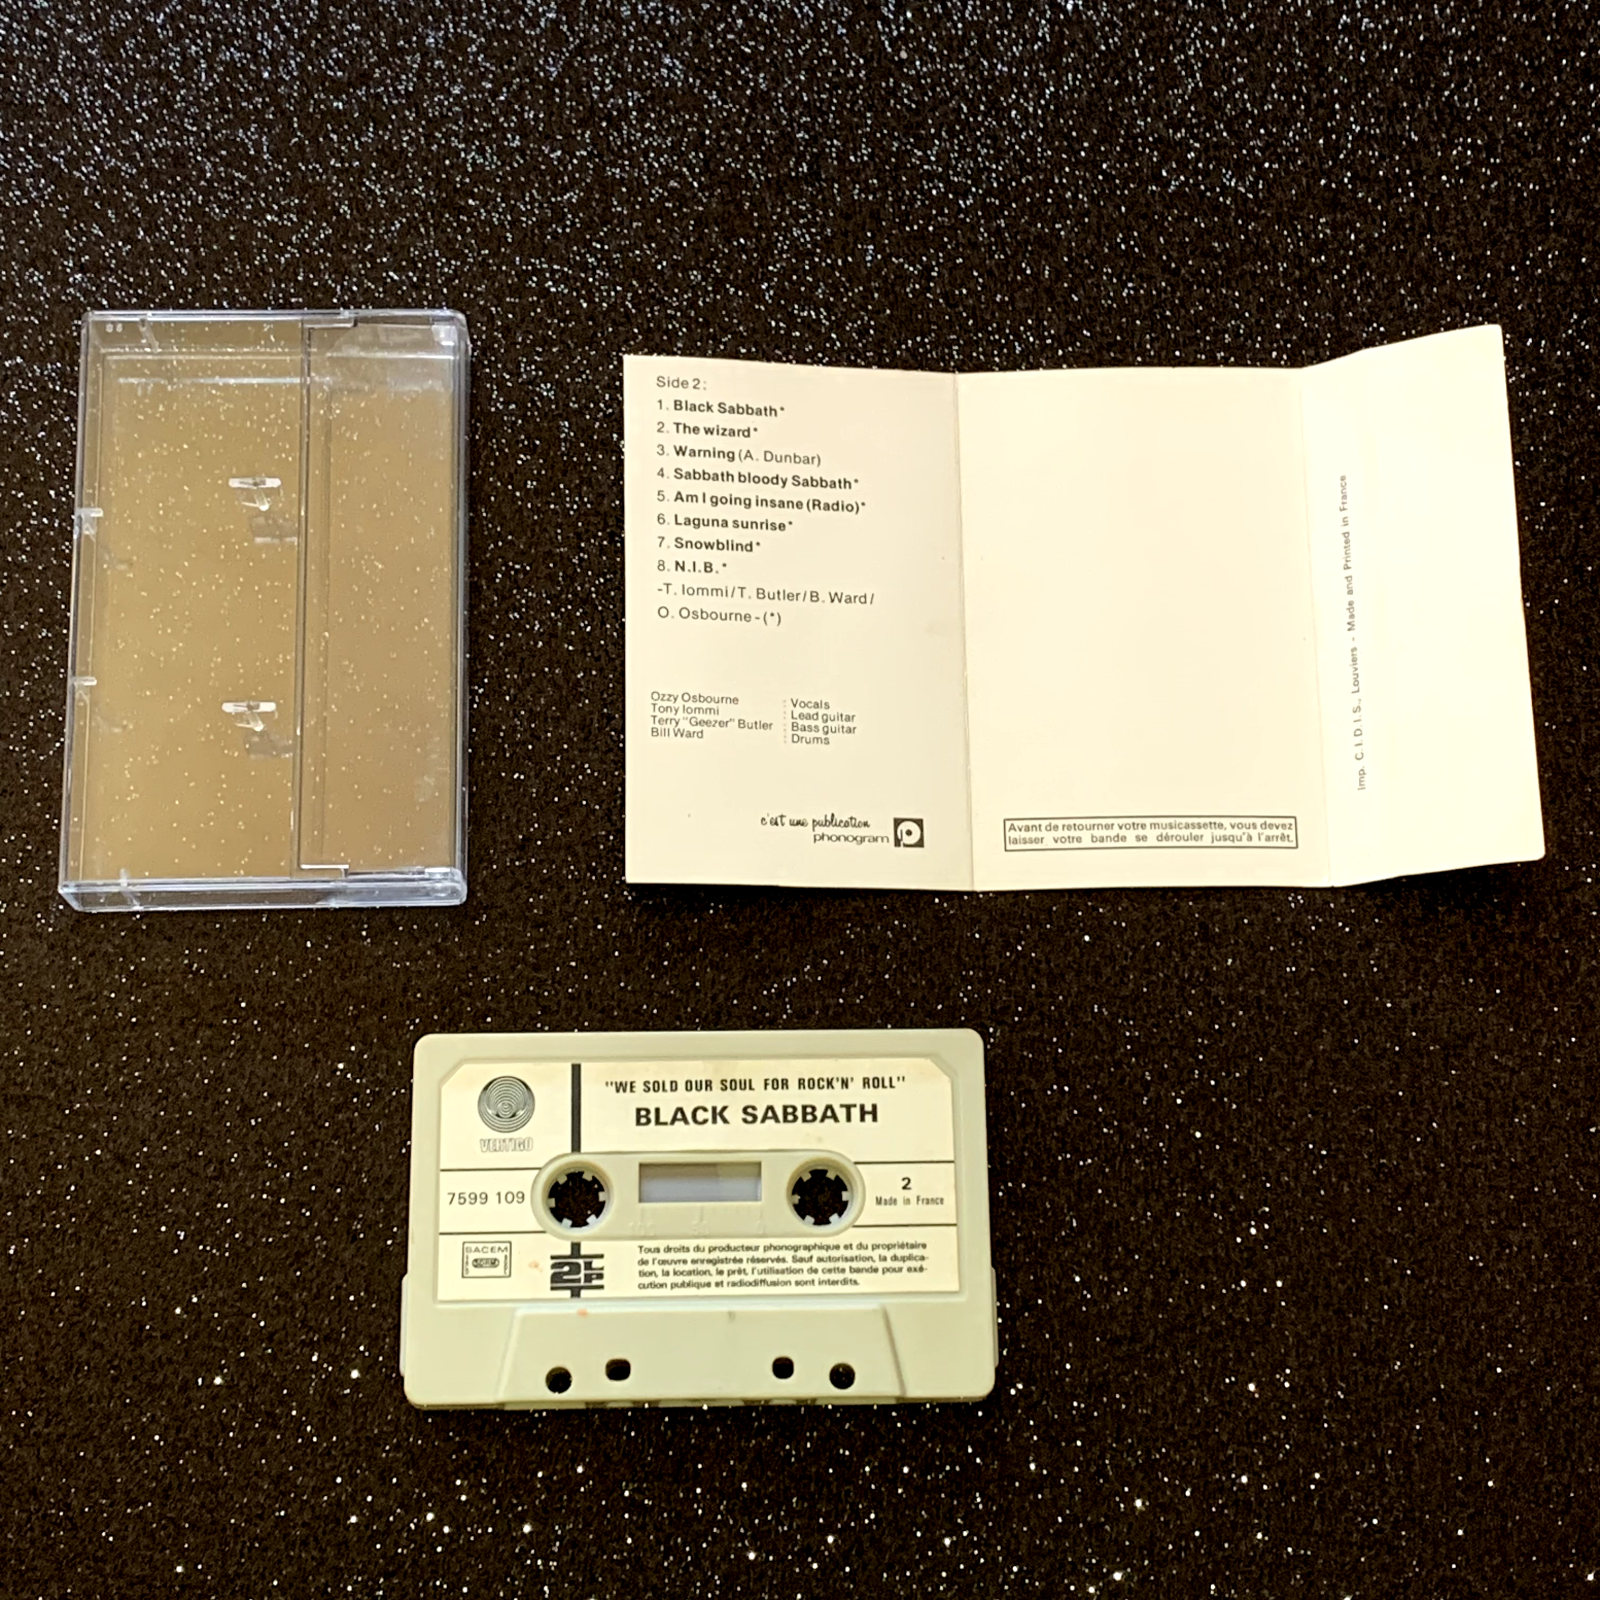 Side 2:
1. Black Sabbath*
2. The wizard*
3. Warning (A. Dunbar)
4. Sabbath bloody Sabbath*
5. Am I going insane (Radio)*
6. Laguna sunrise*
7. Snowblind*
8. N.I.B.*
-T. Iommi/T. Butler/B. Ward/
O. Osbourne-(*)
Ozzy Osbourne : Vocals
Tony Iommi : Lead guitar
Terry "Geezer" Butler : Bass guitar
Bill Ward : Drums
c'est une publication
phonogram
Avant de retourner votre musicassette, vous devez
laisser votre bande se dérouler jusqu'à l'arrêt.
Imp. C.I.D.I.S., Louviers - Made and Printed in France
"WE SOLD OUR SOUL FOR ROCK'N' ROLL"
BLACK SABBATH
VERTIGO
7599 109
2
Made in France
SACEM
2 LP
Tous droits du producteur phonographique et du propriétaire
de l'œuvre enregistrée réservés. Sauf autorisation, la duplica-
tion, la location, le prêt, l'utilisation de cette bande pour exé-
cution publique et radiodiffusion sont interdits.